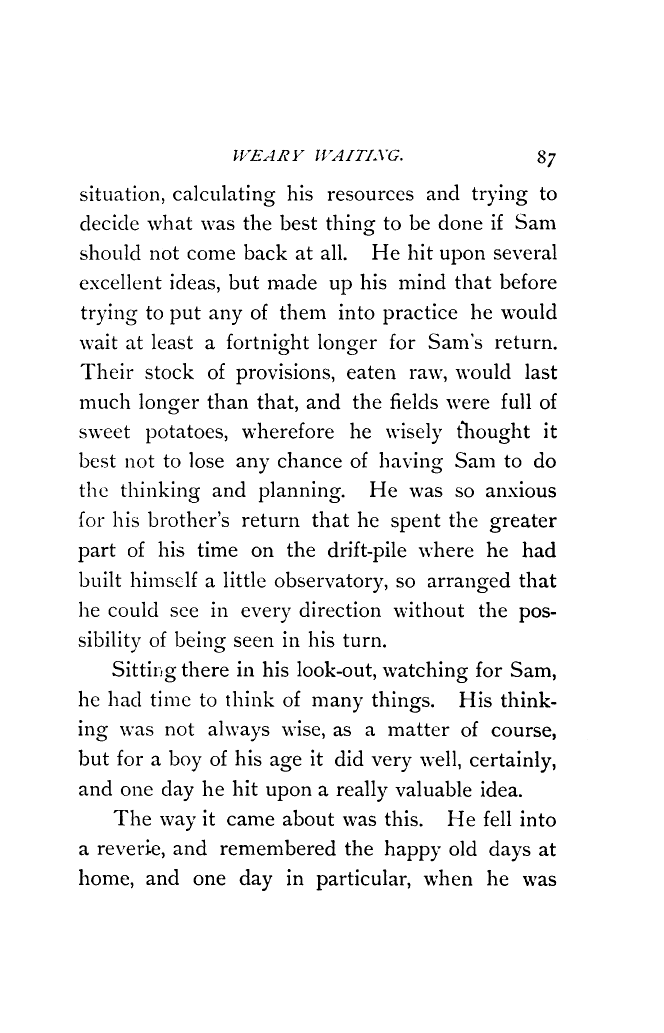 WEARY WAITING. 87
situation, calculating his resources and trying to
decide what was the best thing to be done if Sam
should not come back at all. He hit upon several
excellent ideas, but made up his mind that before
trying to put any of them into practice he would
wait at least a fortnight longer for Sam's return.
Their stock of provisions, eaten raw, would last
much longer than that, and the fields were full of
sweet potatoes, wherefore he wisely thought it
best not to lose any chance of having Sam to do
the thinking and planning. He was so anxious
for his brother's return that he spent the greater
part of his time on the drift-pile where he had
built himself a little observatory, so arranged that
he could see in every direction without the pos-
sibility of being seen in his turn.
Sitting there in his look-out, watching for Sam,
he had time to think of many things. His think-
ing was not always wise, as a matter of course,
but for a boy of his age it did very well, certainly,
and one day he hit upon a really valuable idea.
The way it came about was this. He fell into
a reverie, and remembered the happy old days at
home, and one day in particular, when he was